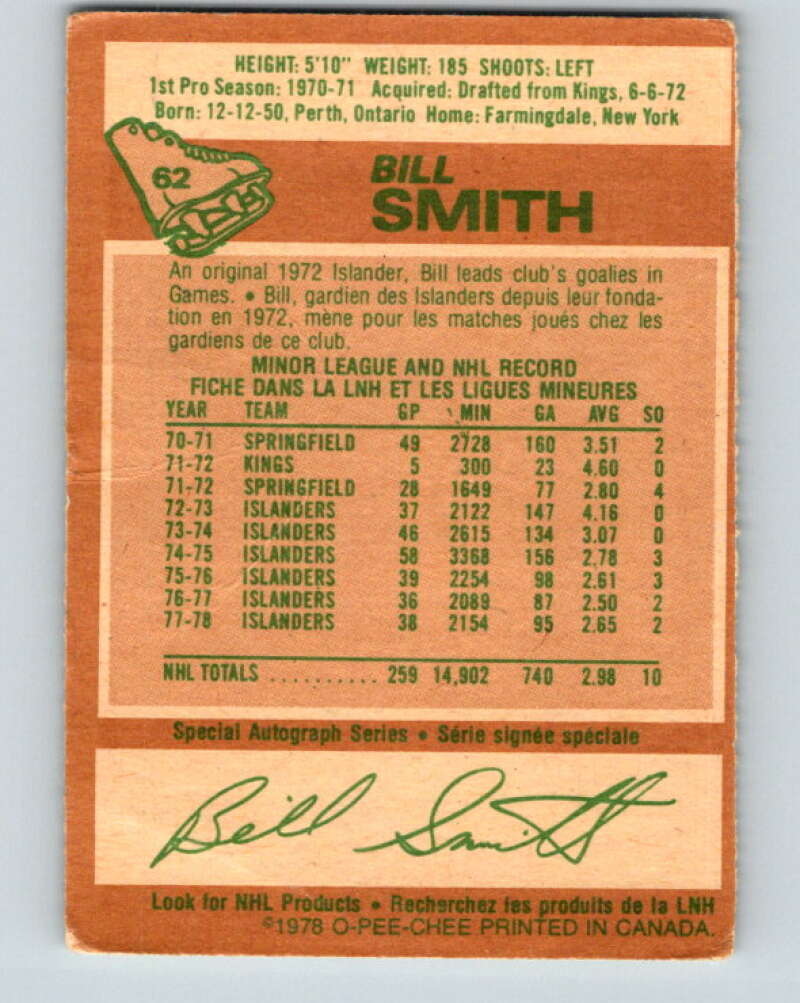 HEIGHT: 5'10" WEIGHT: 185 SHOOTS: LEFT
1st Pro Season: 1970-71 Acquired: Drafted from Kings, 6-6-72
Born: 12-12-50, Perth, Ontario Home: Farmingdale, New York
62
BILL
SMITH
An original 1972 Islander, Bill leads club's goalies in
Games. • Bill, gardien des Islanders depuis leur fonda-
tion en 1972, mène pour les matches joués chez les
gardiens de ce club.
MINOR LEAGUE AND NHL RECORD
FICHE DANS LA LNH ET LES LIGUES MINEURES
YEAR TEAM GP MIN GA AVG SO
70-71 SPRINGFIELD 49 2728 160 3.51 2
71-72 KINGS 5 300 23 4.60 0
71-72 SPRINGFIELD 28 1649 77 2.80 4
72-73 ISLANDERS 37 2122 147 4.16 0
73-74 ISLANDERS 46 2615 134 3.07 0
74-75 ISLANDERS 58 3368 156 2.78 3
75-76 ISLANDERS 39 2254 98 2.61 3
76-77 ISLANDERS 36 2089 87 2.50 2
77-78 ISLANDERS 38 2154 95 2.65 2
NHL TOTALS .......... 259 14,902 740 2.98 10
Special Autograph Series • Série signée spéciale
Bill Smith
Look for NHL Products • Recherchez les produits de la LNH
©1978 O-PEE-CHEE PRINTED IN CANADA.